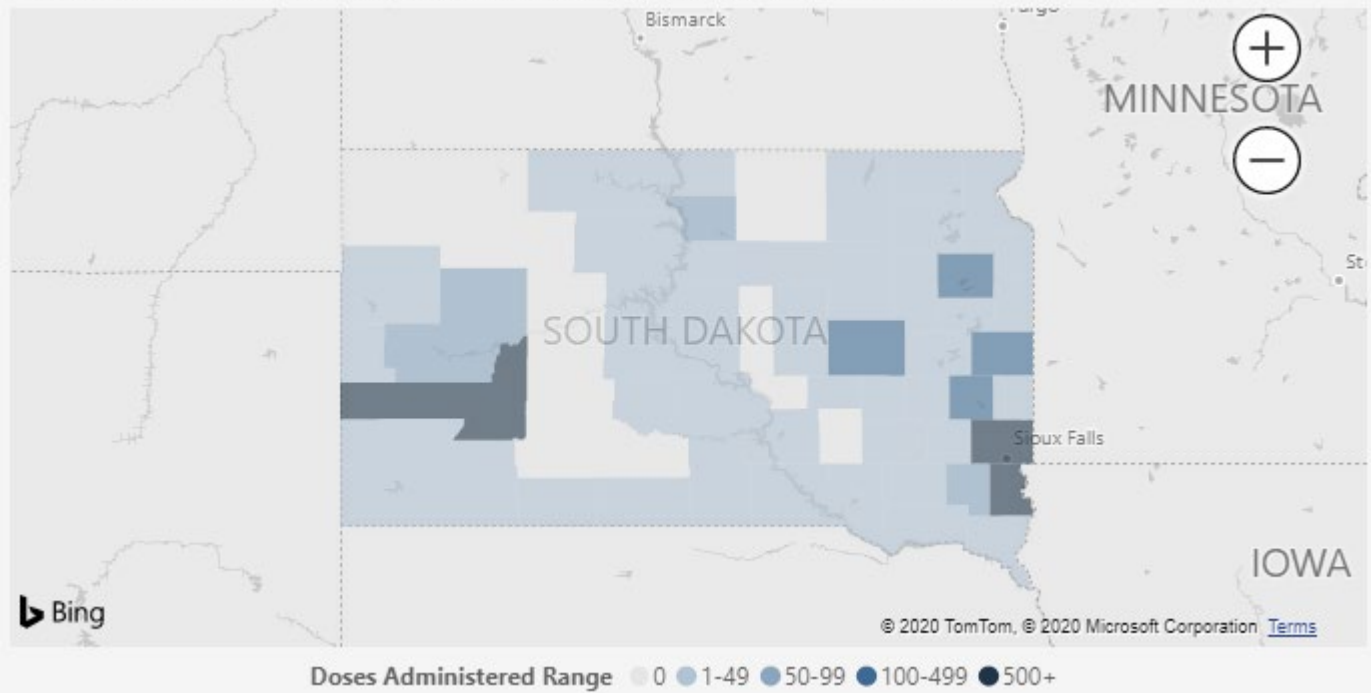 Bismarck
MINNESOTA
St
SOUTH DAKOTA
Sioux Falls
IOWA
Bing
© 2020 TomTom, © 2020 Microsoft Corporation Terms
Doses Administered Range 0 1-49 50-99 100-499 500+